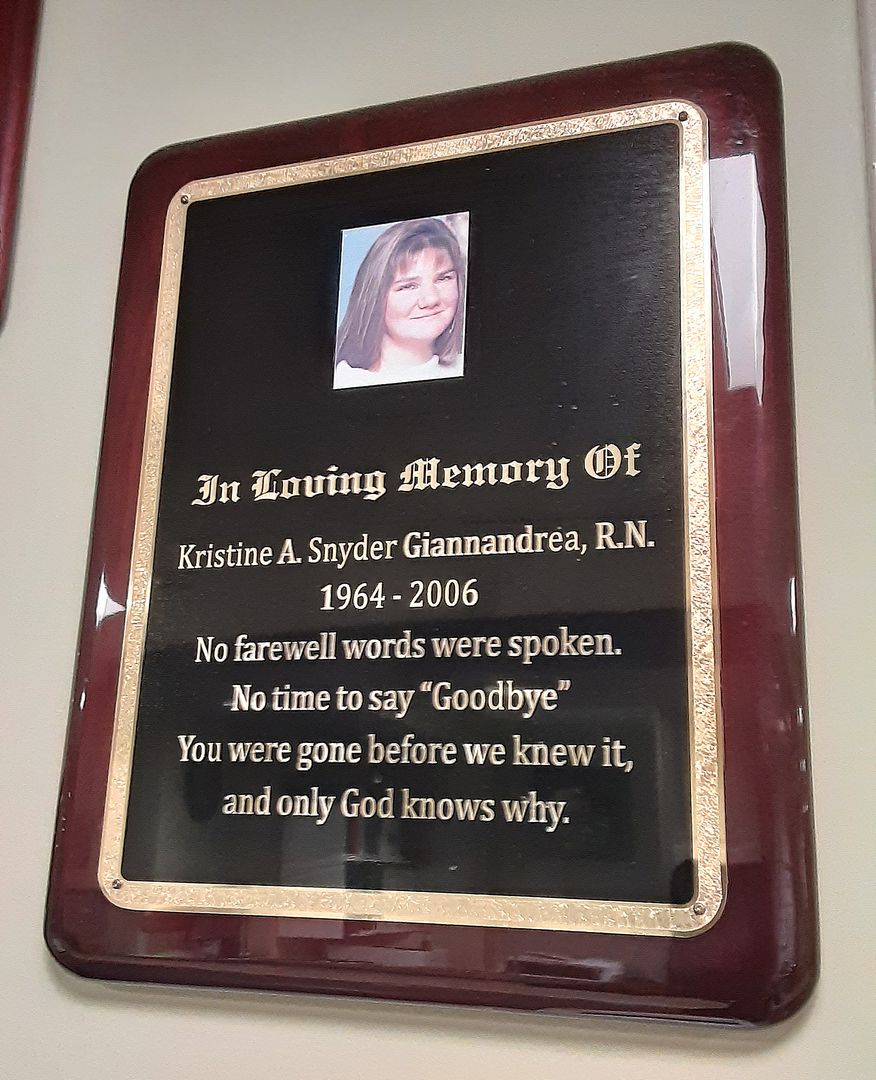 In Loving Memory Of
Kristine A. Snyder Giannandrea, R.N.
1964 - 2006
No farewell words were spoken.
No time to say “Goodbye”
You were gone before we knew it,
and only God knows why.